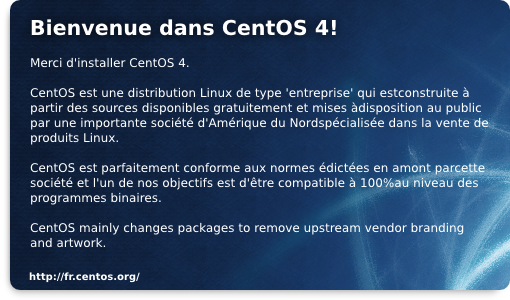 Bienvenue dans CentOS 4!
Merci d'installer CentOS 4.
CentOS est une distribution Linux de type 'entreprise' qui estconstruite à
partir des sources disponibles gratuitement et mises àdisposition au public
par une importante société d'Amérique du Nordspécialisée dans la vente de
produits Linux.
CentOS est parfaitement conforme aux normes édictées en amont parcette
société et l'un de nos objectifs est d'être compatible à 100%au niveau des
programmes binaires.
CentOS mainly changes packages to remove upstream vendor branding
and artwork.
http://fr.centos.org/